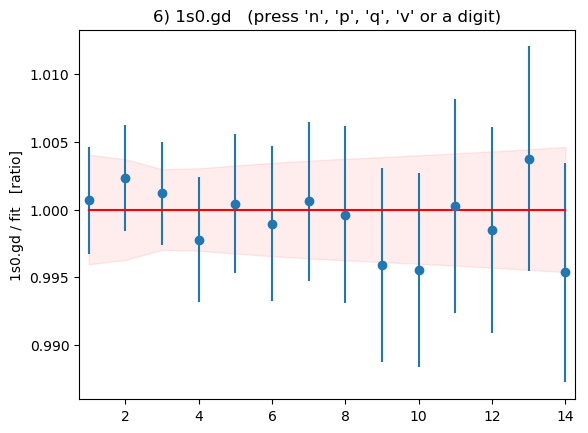 6) 1s0.gd   (press 'n', 'p', 'q', 'v' or a digit)
1s0.gd / fit   [ratio]
1.010
1.005
1.000
0.995
0.990
2 4 6 8 10 12 14